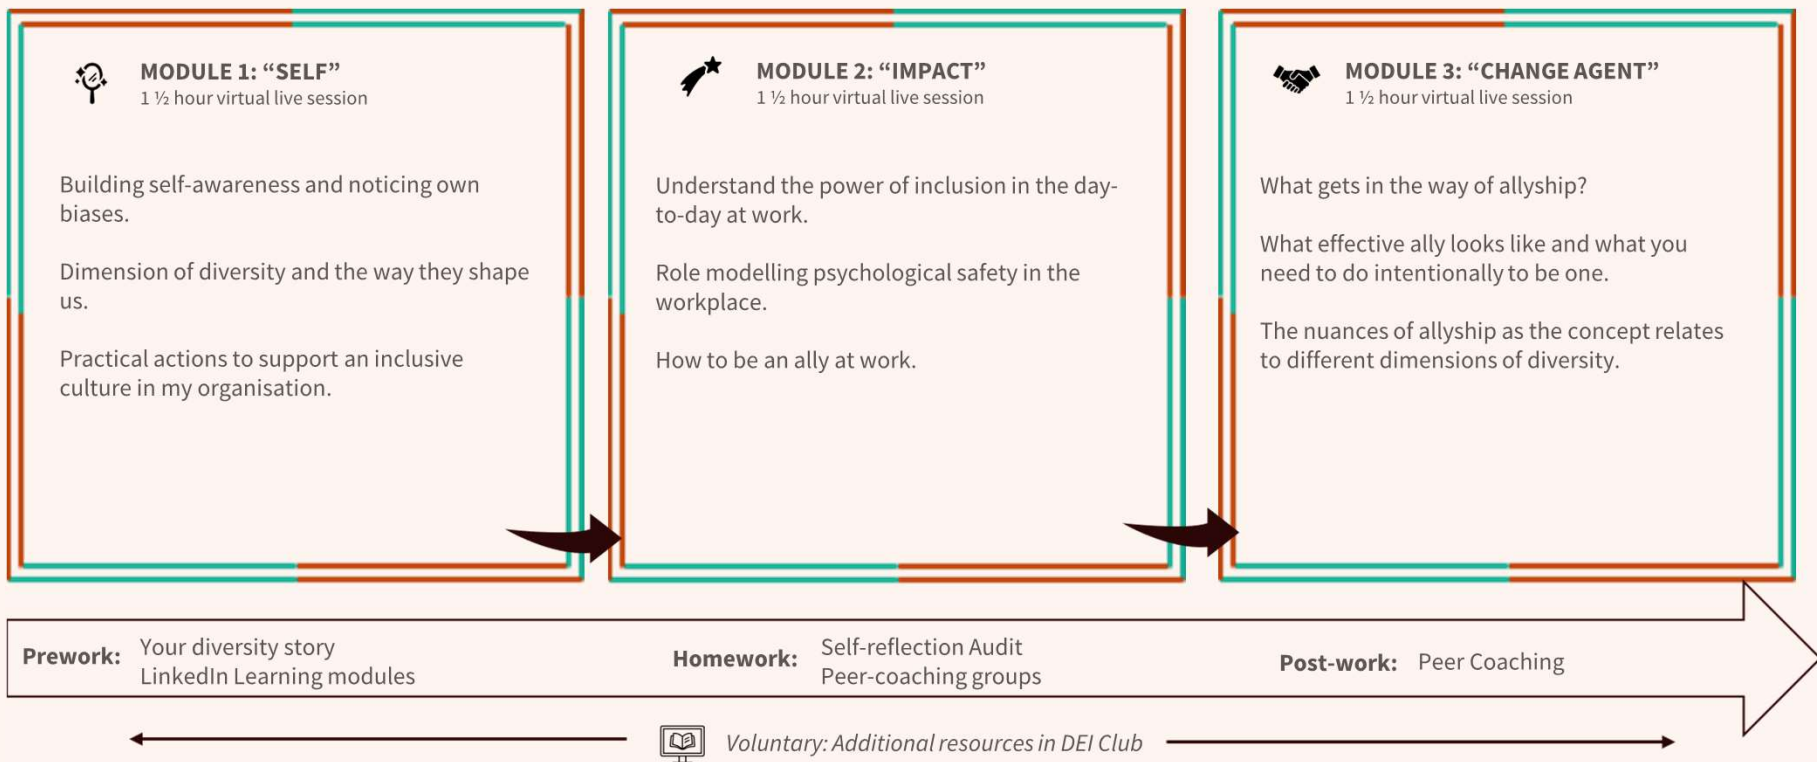 MODULE 1: “SELF”
1 ½ hour virtual live session
Building self-awareness and noticing own
biases.
Dimension of diversity and the way they shape
us.
Practical actions to support an inclusive
culture in my organisation.
MODULE 2: “IMPACT”
1 ½ hour virtual live session
Understand the power of inclusion in the day-
to-day at work.
Role modelling psychological safety in the
workplace.
How to be an ally at work.
MODULE 3: “CHANGE AGENT”
1 ½ hour virtual live session
What gets in the way of allyship?
What effective ally looks like and what you
need to do intentionally to be one.
The nuances of allyship as the concept relates
to different dimensions of diversity.
Prework:
Your diversity story
LinkedIn Learning modules
Homework:
Self-reflection Audit
Peer-coaching groups
Post-work: Peer Coaching
Voluntary: Additional resources in DEI Club